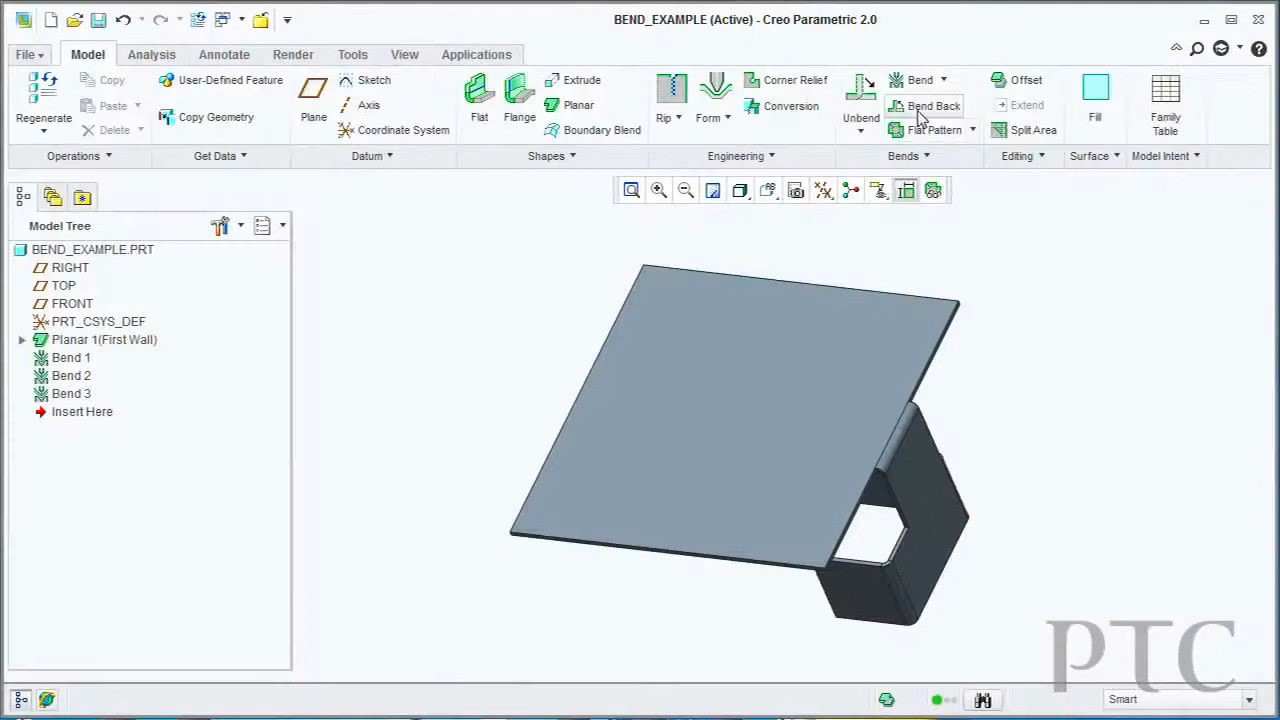 BEND_EXAMPLE (Active) - Creo Parametric 2.0
File Model Analysis Annotate Render Tools View Applications
Regenerate
Copy
Paste
Delete
Operations
User-Defined Feature
Copy Geometry
Get Data
Plane
Sketch
Axis
Coordinate System
Datum
Flat
Flange
Extrude
Planar
Boundary Blend
Shapes
Rip
Form
Corner Relief
Conversion
Engineering
Unbend
Bend
Bend Back
Flat Pattern
Bends
Offset
Extend
Split Area
Editing
Fill
Surface
Family
Table
Model Intent
Model Tree
BEND_EXAMPLE.PRT
RIGHT
TOP
FRONT
PRT_CSYS_DEF
Planar 1(First Wall)
Bend 1
Bend 2
Bend 3
Insert Here
PTC
Smart